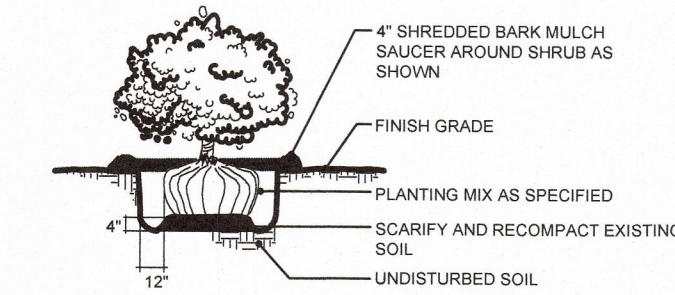 4" SHREDDED BARK MULCH
SAUCER AROUND SHRUB AS
SHOWN
FINISH GRADE
PLANTING MIX AS SPECIFIED
4"
SCARIFY AND RECOMPACT EXISTING
SOIL
12"
UNDISTURBED SOIL